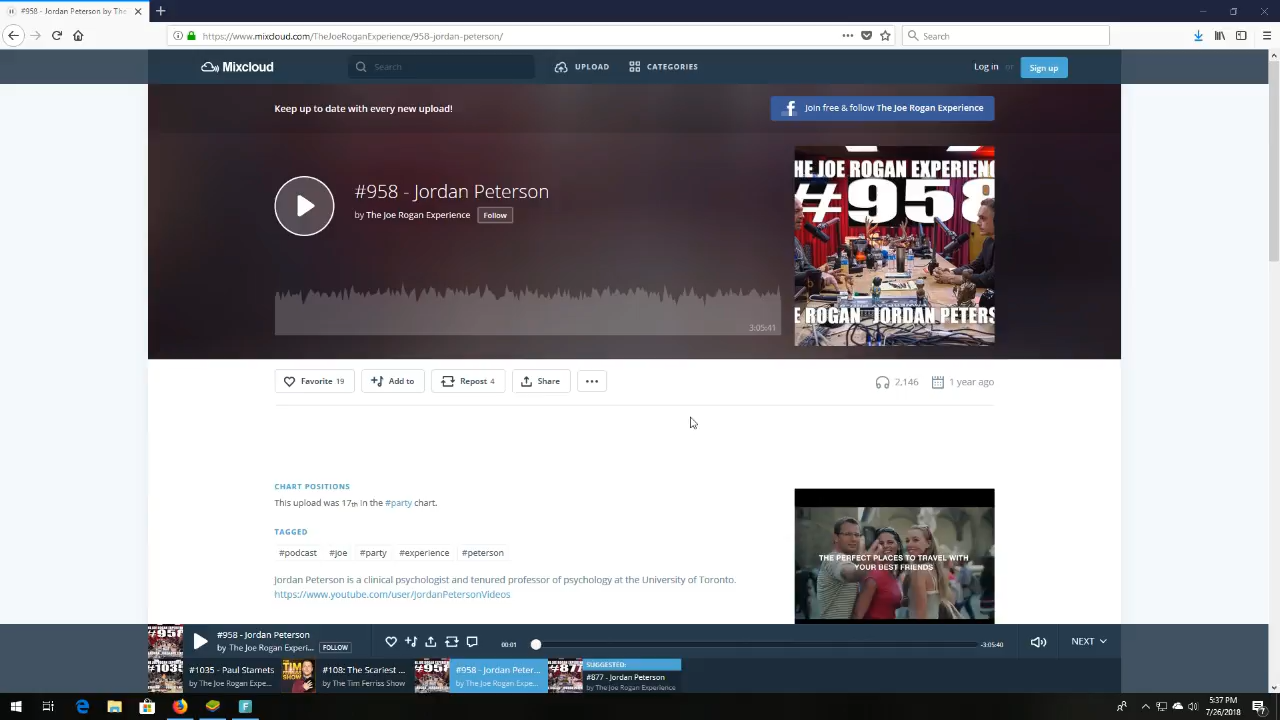 #958 - Jordan Peterson by The
https://www.mixcloud.com/TheJoeRoganExperience/958-jordan-peterson/
Search
Mixcloud
Search
UPLOAD
CATEGORIES
Log in or
Sign up
Keep up to date with every new upload!
Join free & follow The Joe Rogan Experience
#958 - Jordan Peterson
by The Joe Rogan Experience
Follow
3:05:41
HE JOE ROGAN EXPERIENC
#958
E ROGAN JORDAN PETERS
Favorite 19
Add to
Repost 4
Share
2,146
1 year ago
CHART POSITIONS
This upload was 17th in the #party chart.
TAGGED
#podcast #joe #party #experience #peterson
Jordan Peterson is a clinical psychologist and tenured professor of psychology at the University of Toronto.
https://www.youtube.com/user/JordanPetersonVideos
THE PERFECT PLACES TO TRAVEL WITH
YOUR BEST FRIENDS
#958 - Jordan Peterson
by The Joe Rogan Experi...
FOLLOW
00:01
-3:05:40
NEXT
#1035 - Paul Stamets
by The Joe Rogan Expe...
#108: The Scariest ...
by The Tim Ferriss Show
#958 - Jordan Peter...
by The Joe Rogan Expe...
SUGGESTED:
#877 - Jordan Peterson
by The Joe Rogan Experience
5:37 PM
7/26/2018